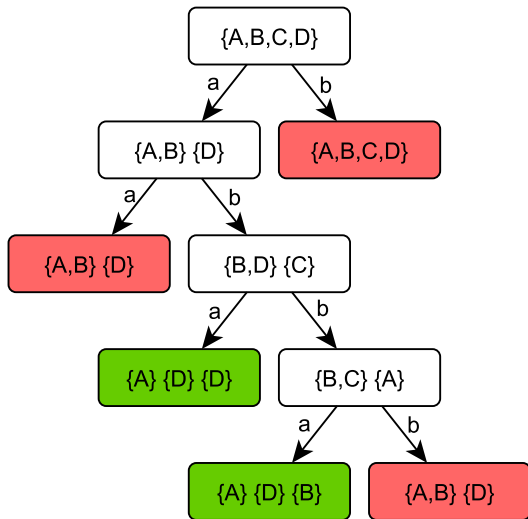 {A,B,C,D}
a
b
{A,B} {D}
{A,B,C,D}
a
b
{A,B} {D}
{B,D} {C}
a
b
{A} {D} {D}
{B,C} {A}
a
b
{A} {D} {B}
{A,B} {D}